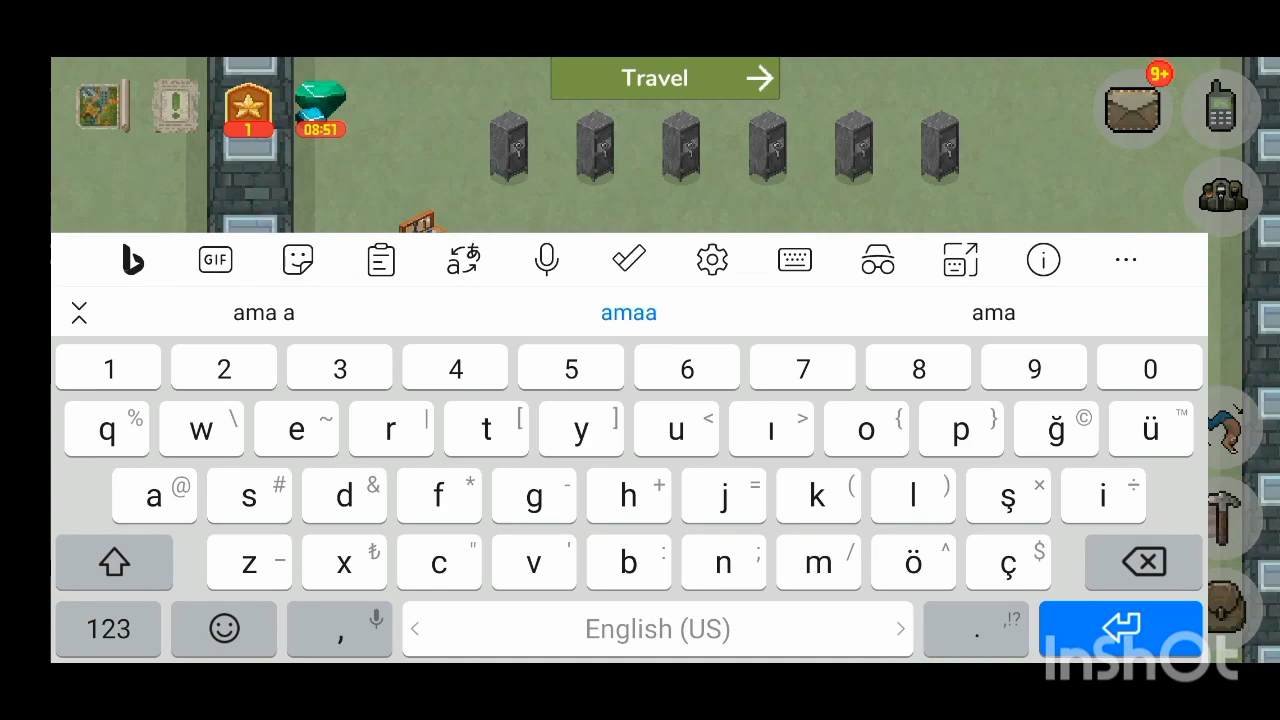 Travel
9+
1
08:51
GIF
ama a amaa ama
1 2 3 4 5 6 7 8 9 0
q % w \ e ~ r | t [ y ] u < ı > o { p } ğ © ü ™
a @ s # d & f * g - h + j = k ( l ) ş × i ÷
z – x ₺ c " v ' b : n ; m / ö ^ ç $
123 , English (US) . ,!?
InShOt